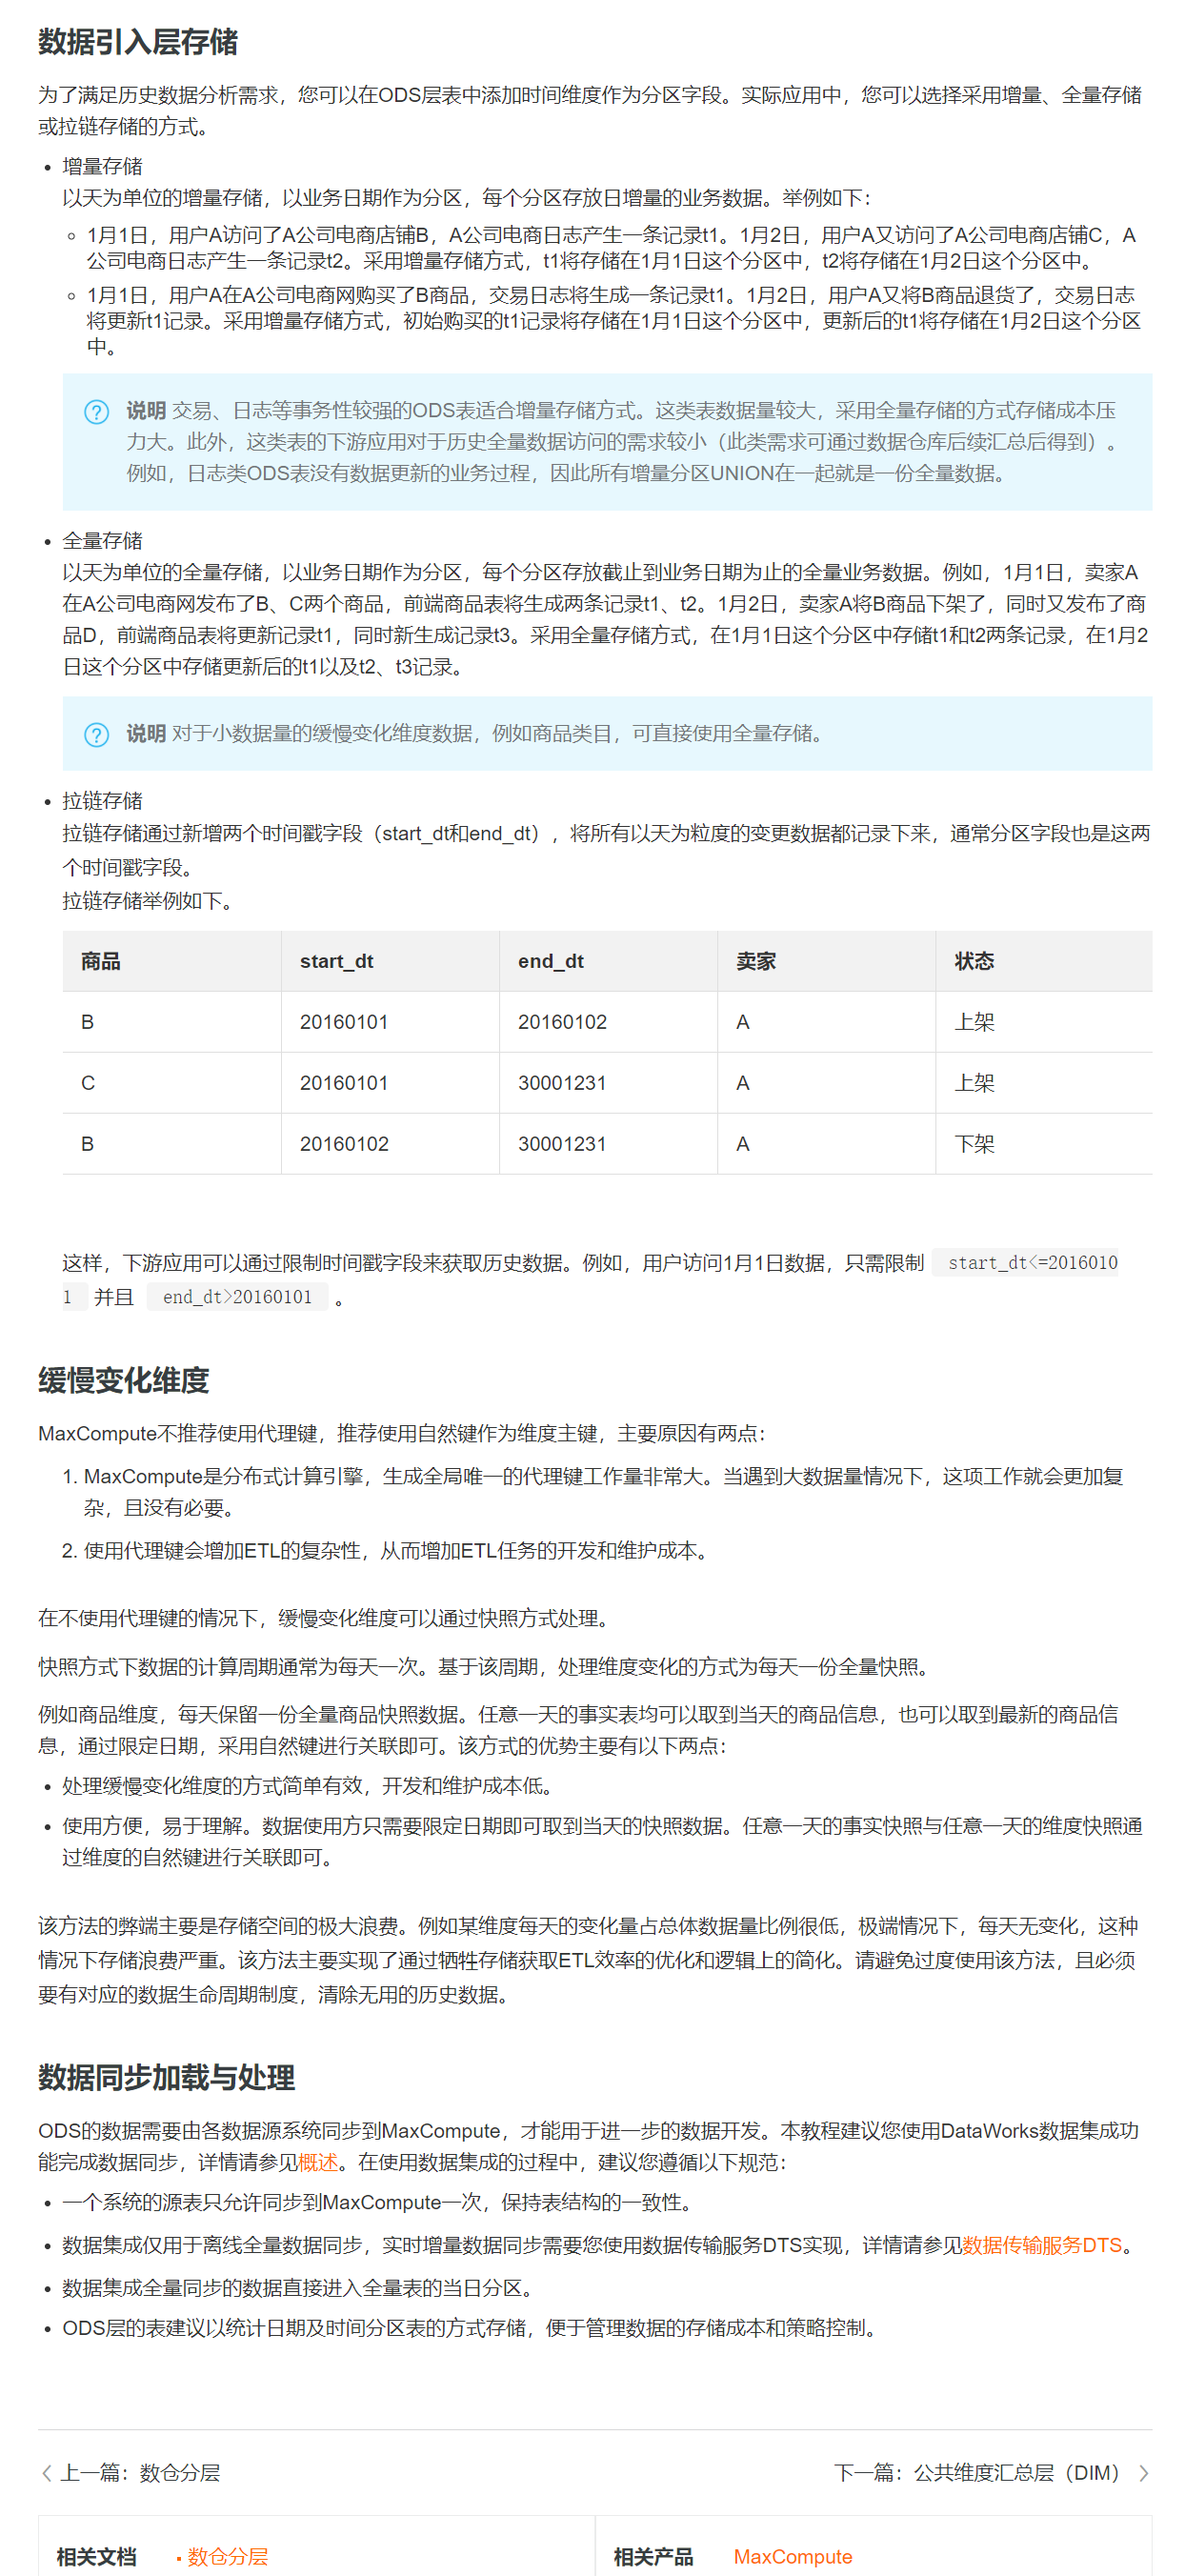 数据引入层存储
为了满足历史数据分析需求，您可以在ODS层表中添加时间维度作为分区字段。实际应用中，您可以选择采用增量、全量存储
或拉链存储的方式。
• 增量存储
以天为单位的增量存储，以业务日期作为分区，每个分区存放日增量的业务数据。举例如下：
◦ 1月1日，用户A访问了A公司电商店铺B，A公司电商日志产生一条记录t1。1月2日，用户A又访问了A公司电商店铺C，A
公司电商日志产生一条记录t2。采用增量存储方式，t1将存储在1月1日这个分区中，t2将存储在1月2日这个分区中。
◦ 1月1日，用户A在A公司电商网购买了B商品，交易日志将生成一条记录t1。1月2日，用户A又将B商品退货了，交易日志
将更新t1记录。采用增量存储方式，初始购买的t1记录将存储在1月1日这个分区中，更新后的t1将存储在1月2日这个分区
中。
说明 交易、日志等事务性较强的ODS表适合增量存储方式。这类表数据量较大，采用全量存储的方式存储成本压
力大。此外，这类表的下游应用对于历史全量数据访问的需求较小（此类需求可通过数据仓库后续汇总后得到）。
例如，日志类ODS表没有数据更新的业务过程，因此所有增量分区UNION在一起就是一份全量数据。
• 全量存储
以天为单位的全量存储，以业务日期作为分区，每个分区存放截止到业务日期为止的全量业务数据。例如，1月1日，卖家A
在A公司电商网发布了B、C两个商品，前端商品表将生成两条记录t1、t2。1月2日，卖家A将B商品下架了，同时又发布了商
品D，前端商品表将更新记录t1，同时新生成记录t3。采用全量存储方式，在1月1日这个分区中存储t1和t2两条记录，在1月2
日这个分区中存储更新后的t1以及t2、t3记录。
说明 对于小数据量的缓慢变化维度数据，例如商品类目，可直接使用全量存储。
• 拉链存储
拉链存储通过新增两个时间戳字段（start_dt和end_dt），将所有以天为粒度的变更数据都记录下来，通常分区字段也是这两
个时间戳字段。
拉链存储举例如下。
商品 start_dt end_dt 卖家 状态
B 20160101 20160102 A 上架
C 20160101 30001231 A 上架
B 20160102 30001231 A 下架
这样，下游应用可以通过限制时间戳字段来获取历史数据。例如，用户访问1月1日数据，只需限制 start_dt<=2016010
1 并且 end_dt>20160101 。
缓慢变化维度
MaxCompute不推荐使用代理键，推荐使用自然键作为维度主键，主要原因有两点：
1. MaxCompute是分布式计算引擎，生成全局唯一的代理键工作量非常大。当遇到大数据量情况下，这项工作就会更加复
杂，且没有必要。
2. 使用代理键会增加ETL的复杂性，从而增加ETL任务的开发和维护成本。
在不使用代理键的情况下，缓慢变化维度可以通过快照方式处理。
快照方式下数据的计算周期通常为每天一次。基于该周期，处理维度变化的方式为每天一份全量快照。
例如商品维度，每天保留一份全量商品快照数据。任意一天的事实表均可以取到当天的商品信息，也可以取到最新的商品信
息，通过限定日期，采用自然键进行关联即可。该方式的优势主要有以下两点：
• 处理缓慢变化维度的方式简单有效，开发和维护成本低。
• 使用方便，易于理解。数据使用方只需要限定日期即可取到当天的快照数据。任意一天的事实快照与任意一天的维度快照通
过维度的自然键进行关联即可。
该方法的弊端主要是存储空间的极大浪费。例如某维度每天的变化量占总体数据量比例很低，极端情况下，每天无变化，这种
情况下存储浪费严重。该方法主要实现了通过牺牲存储获取ETL效率的优化和逻辑上的简化。请避免过度使用该方法，且必须
要有对应的数据生命周期制度，清除无用的历史数据。
数据同步加载与处理
ODS的数据需要由各数据源系统同步到MaxCompute，才能用于进一步的数据开发。本教程建议您使用DataWorks数据集成功
能完成数据同步，详情请参见概述。在使用数据集成的过程中，建议您遵循以下规范：
• 一个系统的源表只允许同步到MaxCompute一次，保持表结构的一致性。
• 数据集成仅用于离线全量数据同步，实时增量数据同步需要您使用数据传输服务DTS实现，详情请参见数据传输服务DTS。
• 数据集成全量同步的数据直接进入全量表的当日分区。
• ODS层的表建议以统计日期及时间分区表的方式存储，便于管理数据的存储成本和策略控制。
上一篇：数仓分层 下一篇：公共维度汇总层（DIM）
相关文档 • 数仓分层 相关产品 MaxCompute